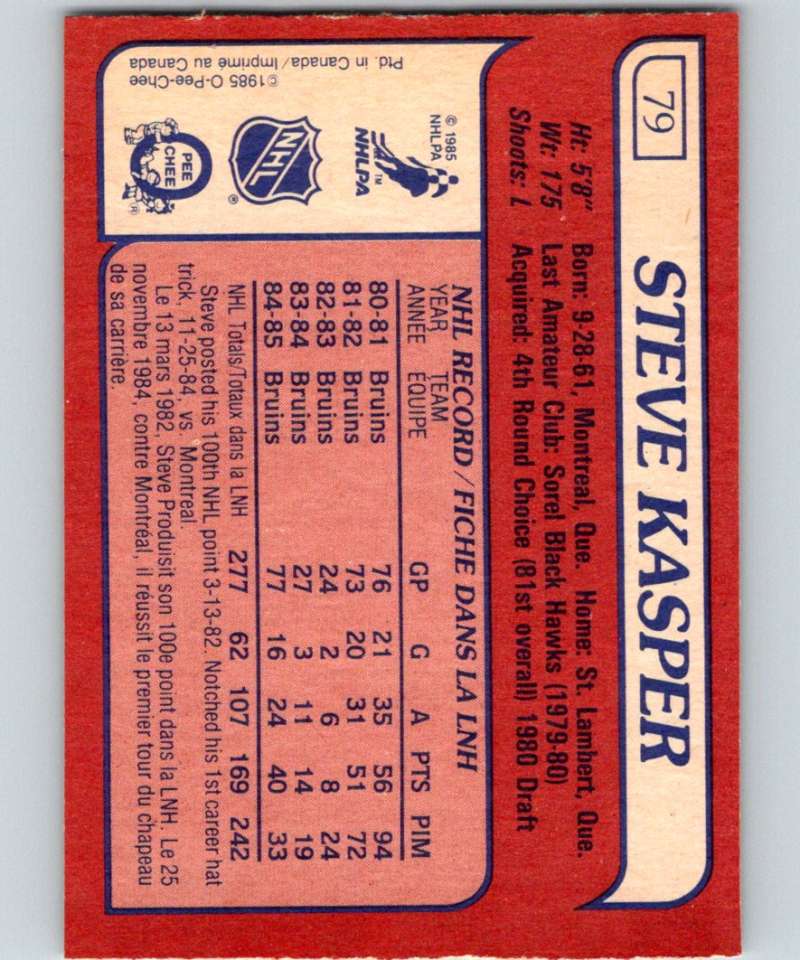 79
STEVE KASPER
Ht: 5'8" Born: 9-28-61, Montreal, Que. Home: St. Lambert, Que.
Wt: 175 Last Amateur Club: Sorel Black Hawks (1979-80)
Shoots: L Acquired: 4th Round Choice (81st overall) 1980 Draft
© 1985
NHLPA
NHLPA™
NHL ®
O
PEE
CHEE
®
©1985 O-Pee-Chee
Ptd. in Canada/Imprimé au Canada
NHL RECORD/FICHE DANS LA LNH
YEAR TEAM GP G A PTS PIM
ANNÉE ÉQUIPE
80-81 Bruins 76 21 35 56 94
81-82 Bruins 73 20 31 51 72
82-83 Bruins 24 2 6 8 24
83-84 Bruins 27 3 11 14 19
84-85 Bruins 77 16 24 40 33
NHL Totals/Totaux dans la LNH 277 62 107 169 242
Steve posted his 100th NHL point 3-13-82. Notched his 1st career hat
trick, 11-25-84, vs. Montreal.
Le 13 mars 1982, Steve Produisit son 100e point dans la LNH. Le 25
novembre 1984, contre Montréal, il réussit le premier tour du chapeau
de sa carrière.